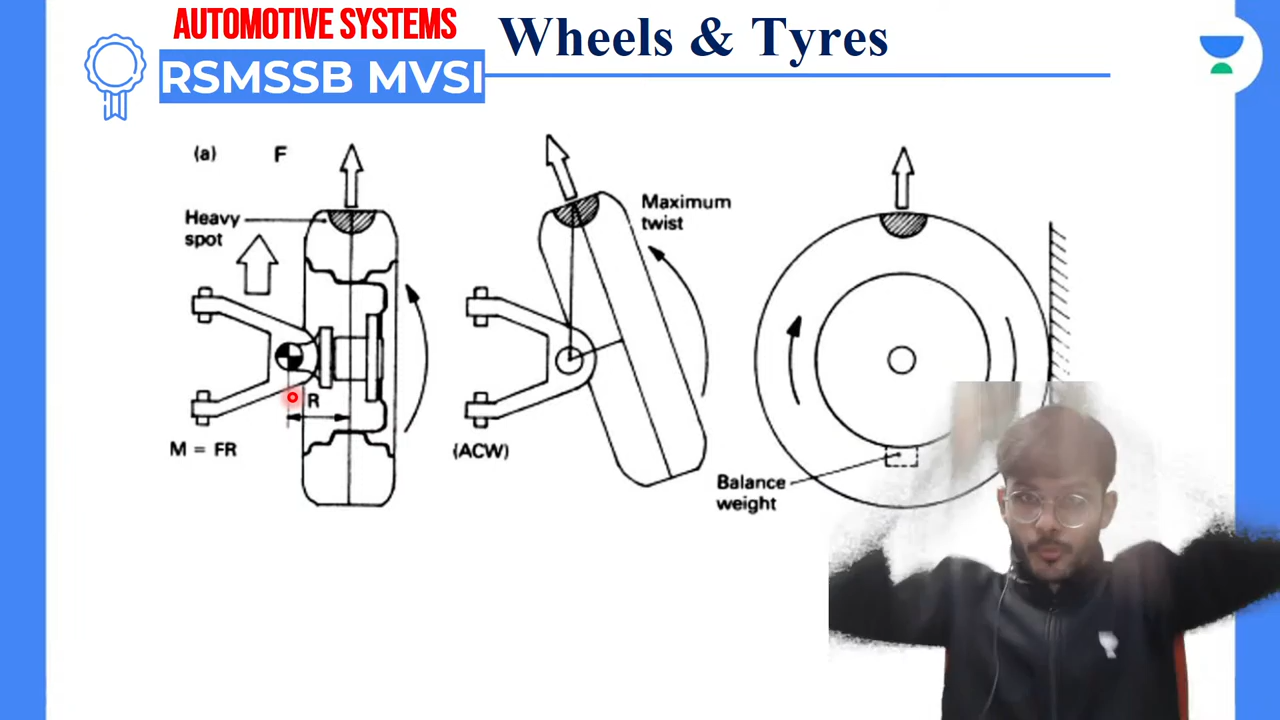 AUTOMOTIVE SYSTEMS
RSMSSB MVSI
Wheels & Tyres
(a)
F
Heavy
spot
R
M = FR
Maximum
twist
(ACW)
Balance
weight